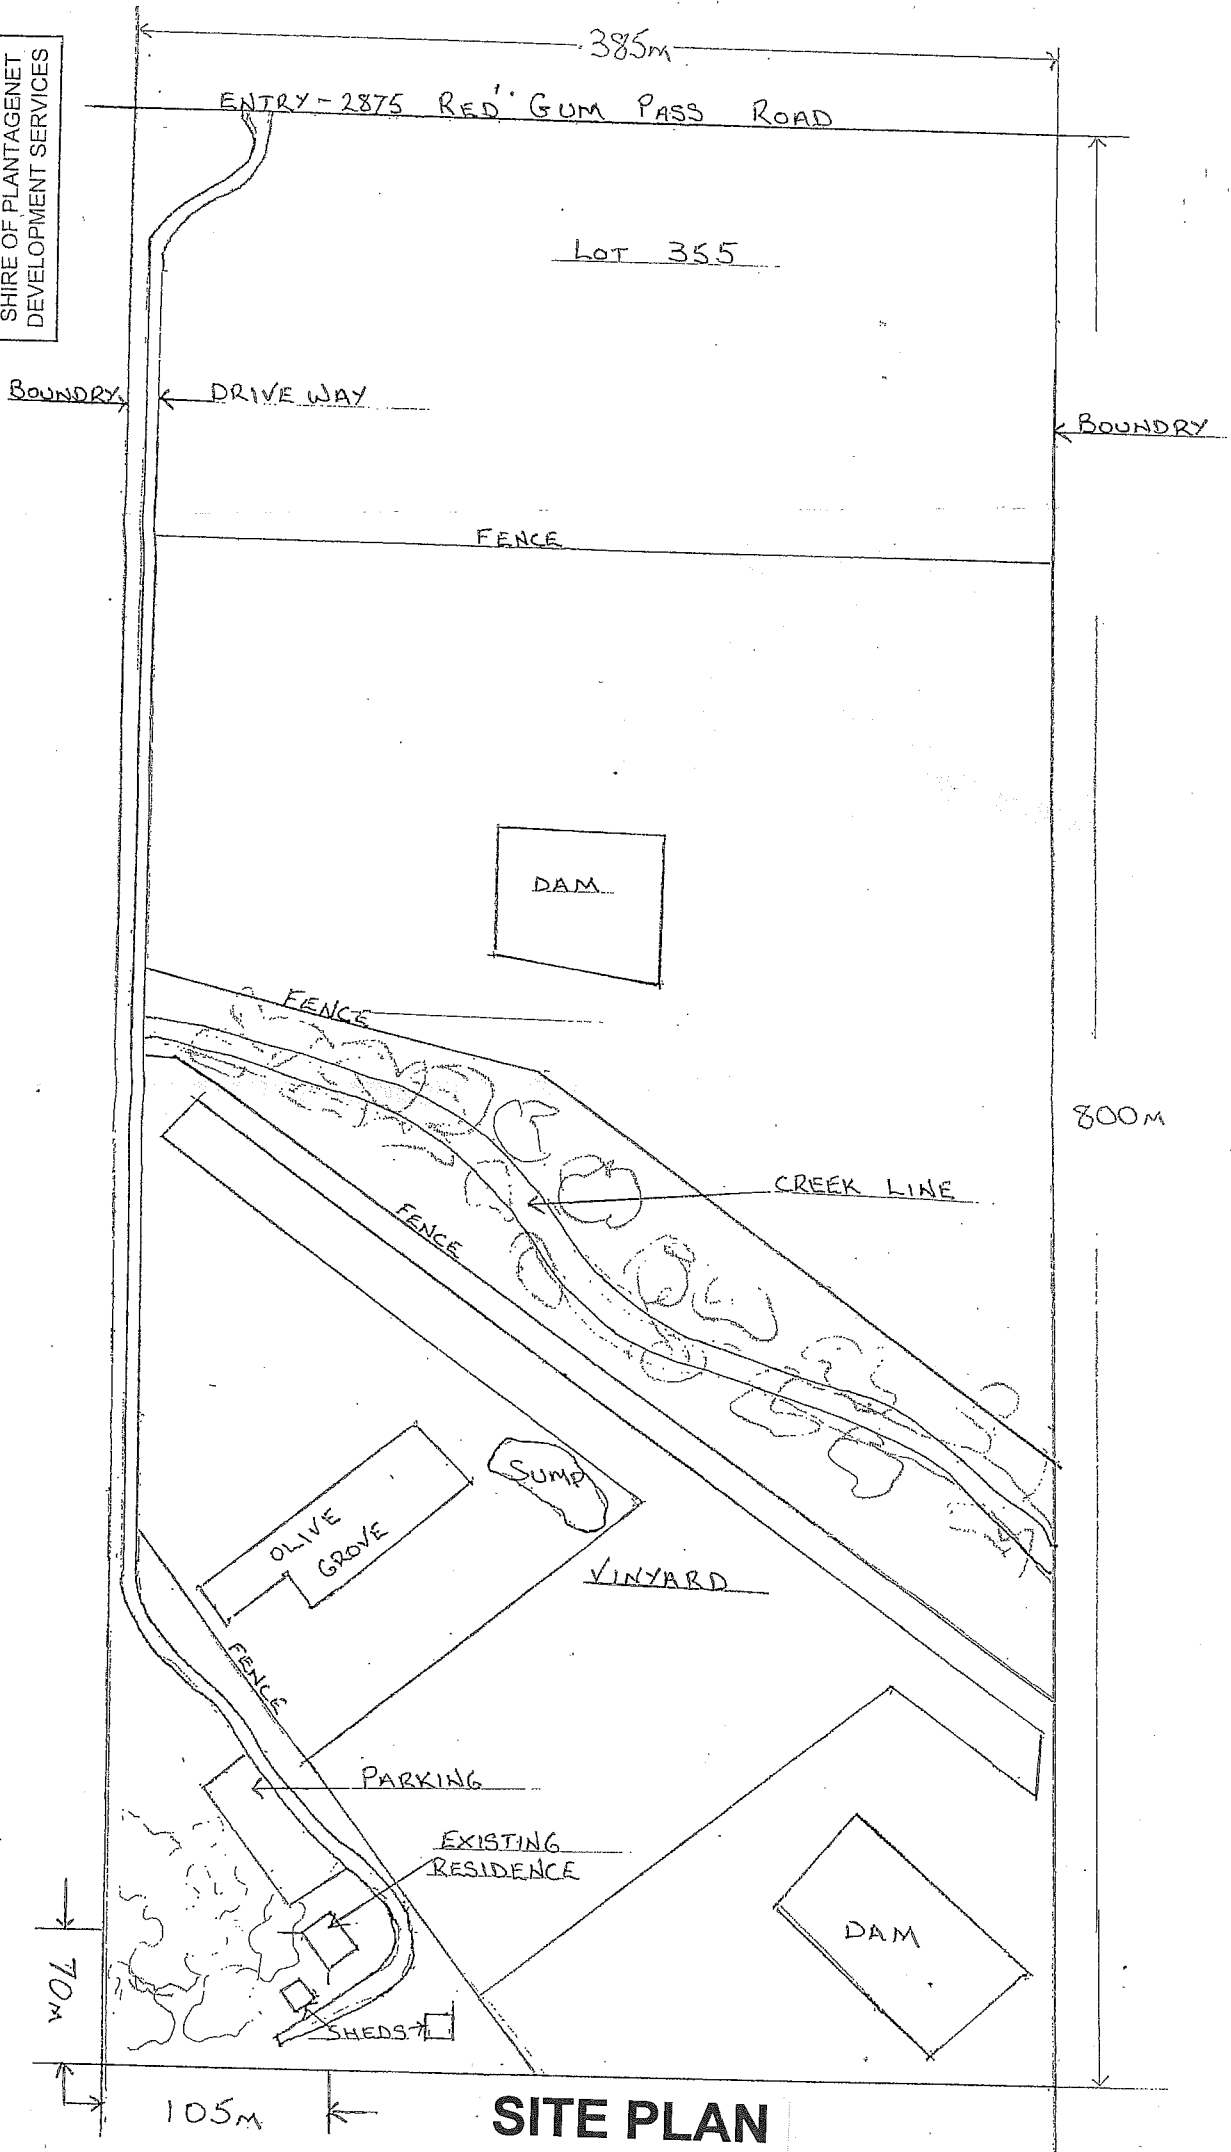 385m
SHIRE OF PLANTAGENET
DEVELOPMENT SERVICES
ENTRY - 2875 RED GUM PASS ROAD
LOT 355
BOUNDRY
DRIVE WAY
BOUNDRY
FENCE
DAM
FENCE
800m
CREEK LINE
FENCE
SUMP
OLIVE
GROVE
VINYARD
FENCE
PARKING
EXISTING
RESIDENCE
DAM
70m
SHEDS
105m
SITE PLAN